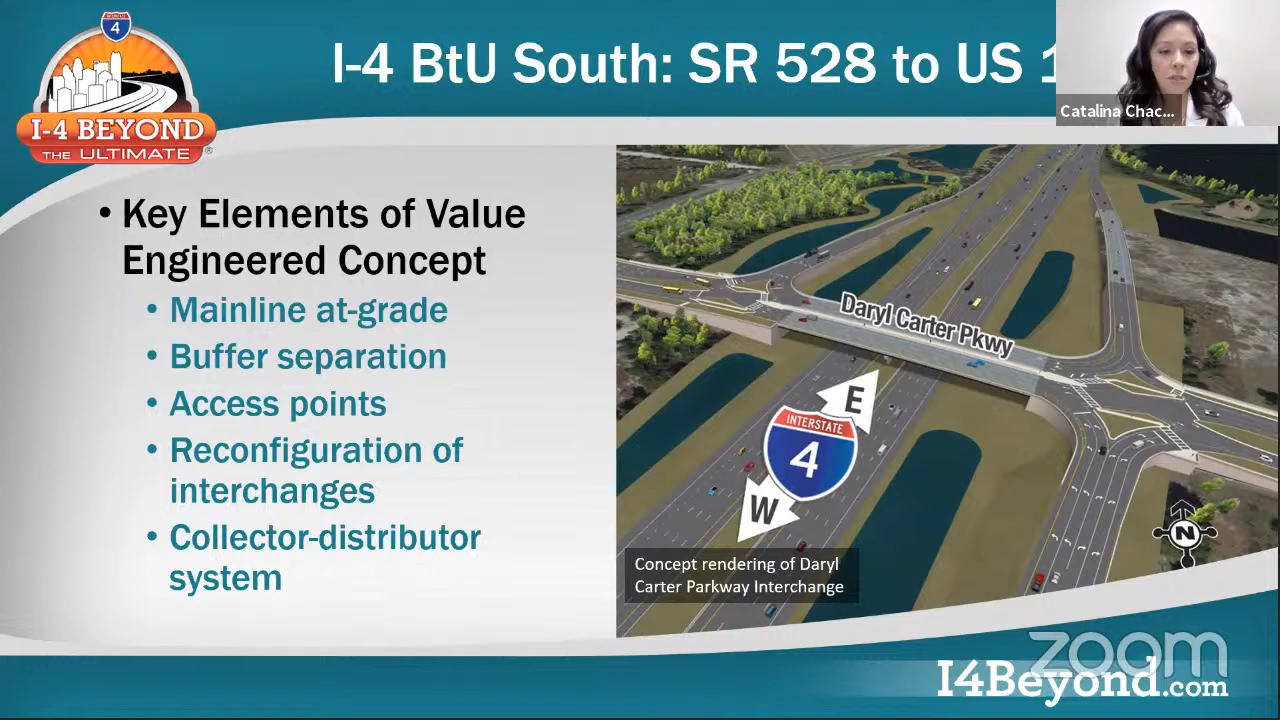 4
I-4 BEYOND
THE ULTIMATE®
I-4 BtU South: SR 528 to US 1
Catalina Chac...
• Key Elements of Value
Engineered Concept
• Mainline at-grade
• Buffer separation
• Access points
• Reconfiguration of
interchanges
• Collector-distributor
system
Daryl Carter Pkwy
E
INTERSTATE
4
W
N
Concept rendering of Daryl
Carter Parkway Interchange
zoom
I4Beyond.com